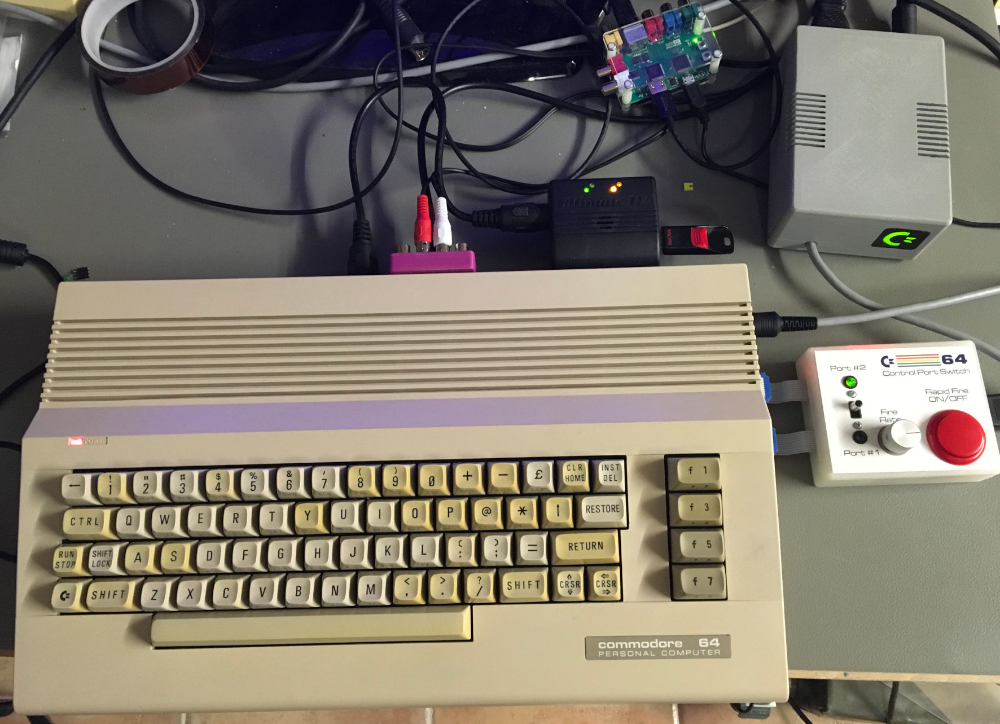 Ultimate II
SanDisk
64
Port #2
Control Port Switch
Rapid Fire
ON/OFF
Fire
Rate
Port #1
POWER
←
! 1
" 2
# 3
$ 4
% 5
& 6
' 7
( 8
) 9
0
+
−
£
CLR HOME
INST DEL
f 1
CTRL
Q
W
E
R
T
Y
U
I
O
P
@
*
↑
RESTORE
f 3
RUN STOP
SHIFT LOCK
A
S
D
F
G
H
J
K
L
[ :
] ;
=
RETURN
f 5
SHIFT
Z
X
C
V
B
N
M
< ,
> .
? /
SHIFT
⇑ CRSR ⇓
⇐ CRSR ⇒
f 7
commodore 64
PERSONAL COMPUTER